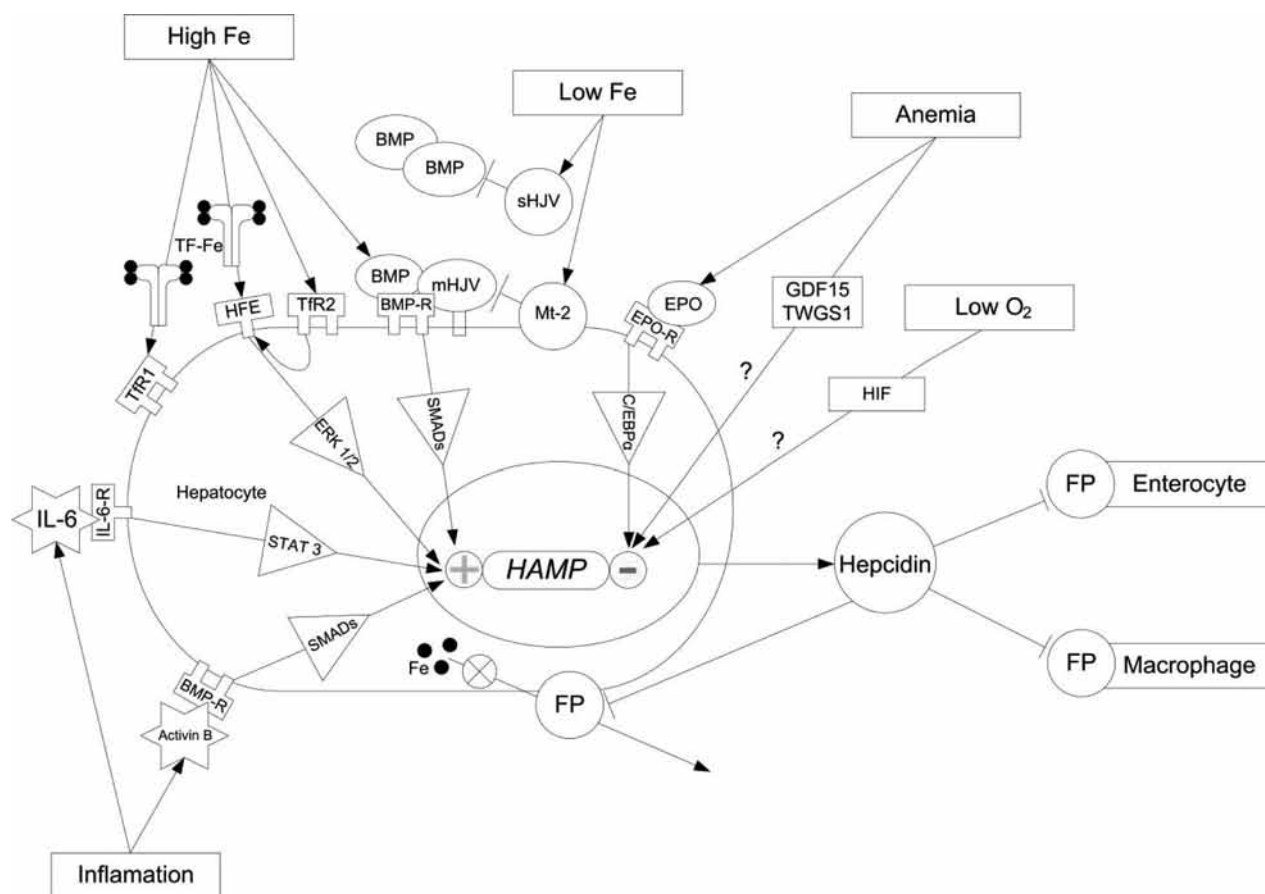 High Fe
Low Fe
Anemia
BMP
BMP
sHJV
TF-Fe
BMP
mHJV
HFE
TfR2
BMP-R
Mt-2
EPO
EPO-R
GDF15
TWGS1
Low O₂
TfR1
?
HIF
SMADs
C/EBPα
ERK 1/2
?
Hepatocyte
IL-6
IL-6-R
STAT 3
FP
Enterocyte
+
HAMP
-
Hepcidin
SMADs
Fe
FP
Macrophage
BMP-R
FP
Activin B
Inflamation